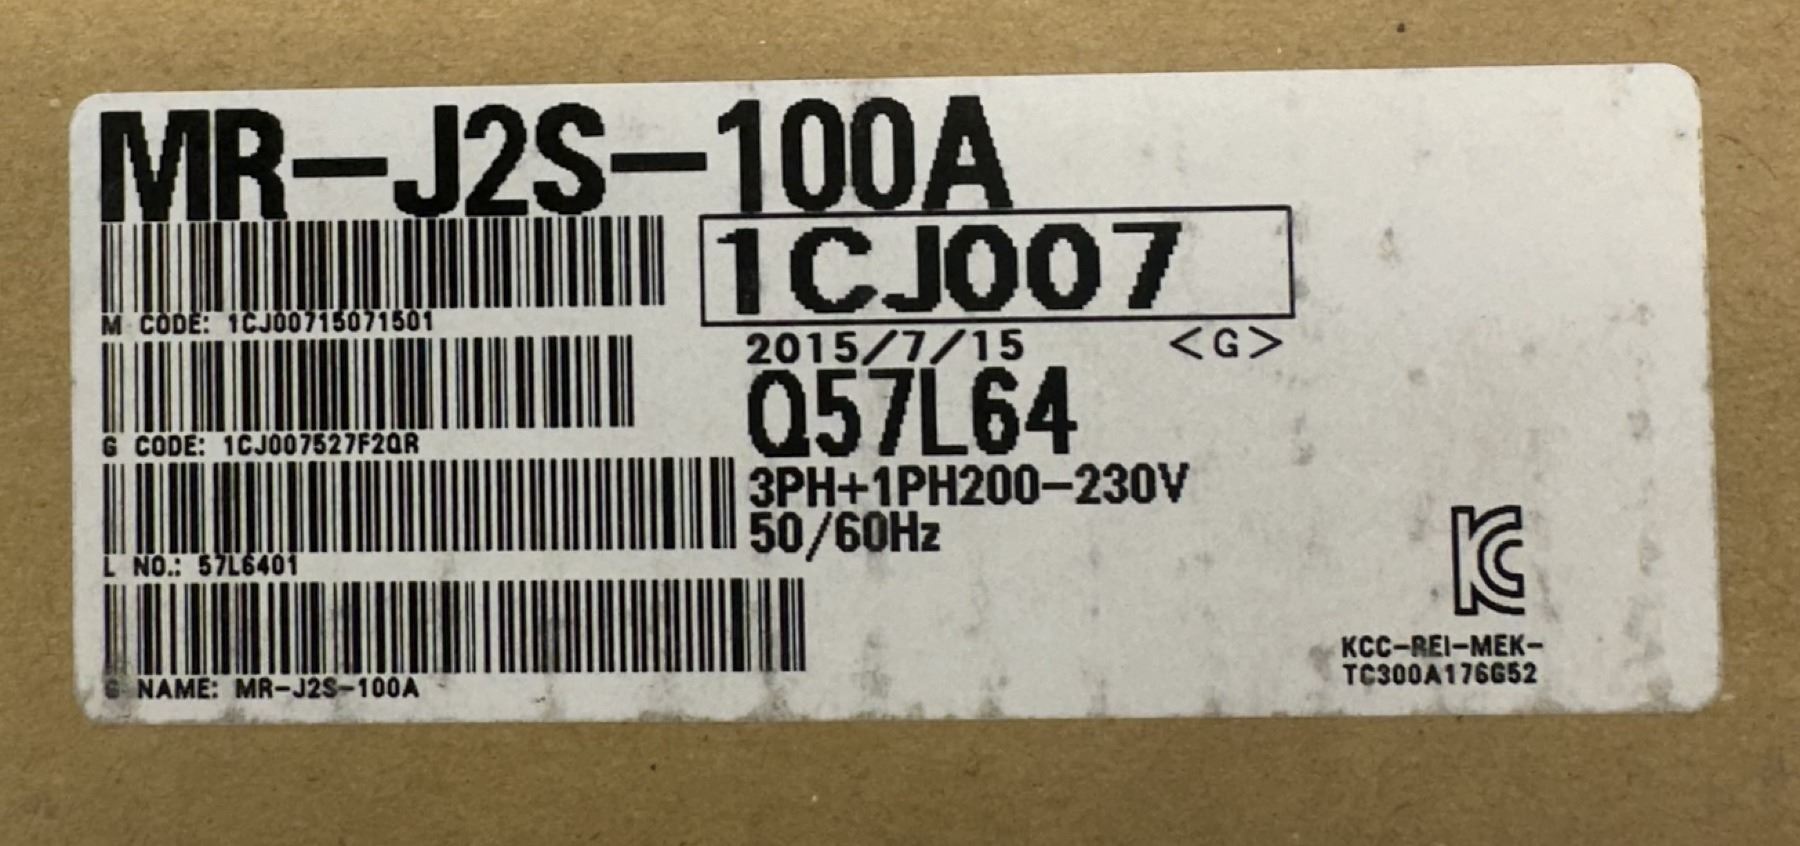 MR-J2S-100A
1CJ007
M CODE: 1CJ00715071501
2015/7/15 <G>
Q57L64
G CODE: 1CJ007527F2QR
3PH+1PH200-230V
50/60Hz
L NO.: 57L6401
KC
KCC-REI-MEK-
TC300A176G52
G NAME: MR-J2S-100A